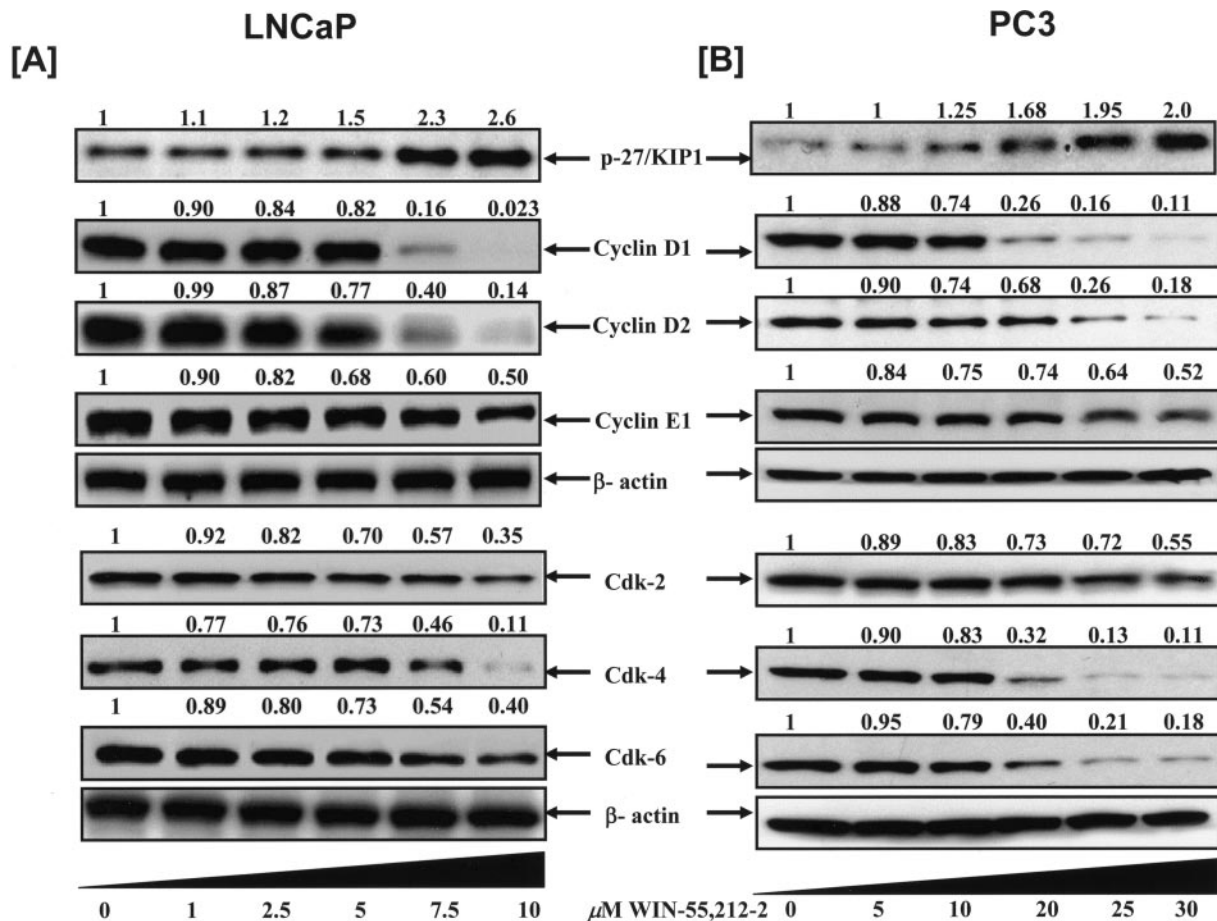 LNCaP PC3
[A] [B]
1 1.1 1.2 1.5 2.3 2.6 1 1 1.25 1.68 1.95 2.0
p-27/KIP1
1 0.90 0.84 0.82 0.16 0.023 1 0.88 0.74 0.26 0.16 0.11
Cyclin D1
1 0.99 0.87 0.77 0.40 0.14 1 0.90 0.74 0.68 0.26 0.18
Cyclin D2
1 0.90 0.82 0.68 0.60 0.50 1 0.84 0.75 0.74 0.64 0.52
Cyclin E1
β- actin
1 0.92 0.82 0.70 0.57 0.35 1 0.89 0.83 0.73 0.72 0.55
Cdk-2
1 0.77 0.76 0.73 0.46 0.11 1 0.90 0.83 0.32 0.13 0.11
Cdk-4
1 0.89 0.80 0.73 0.54 0.40 1 0.95 0.79 0.40 0.21 0.18
Cdk-6
β- actin
0 1 2.5 5 7.5 10 μM WIN-55,212-2 0 5 10 20 25 30